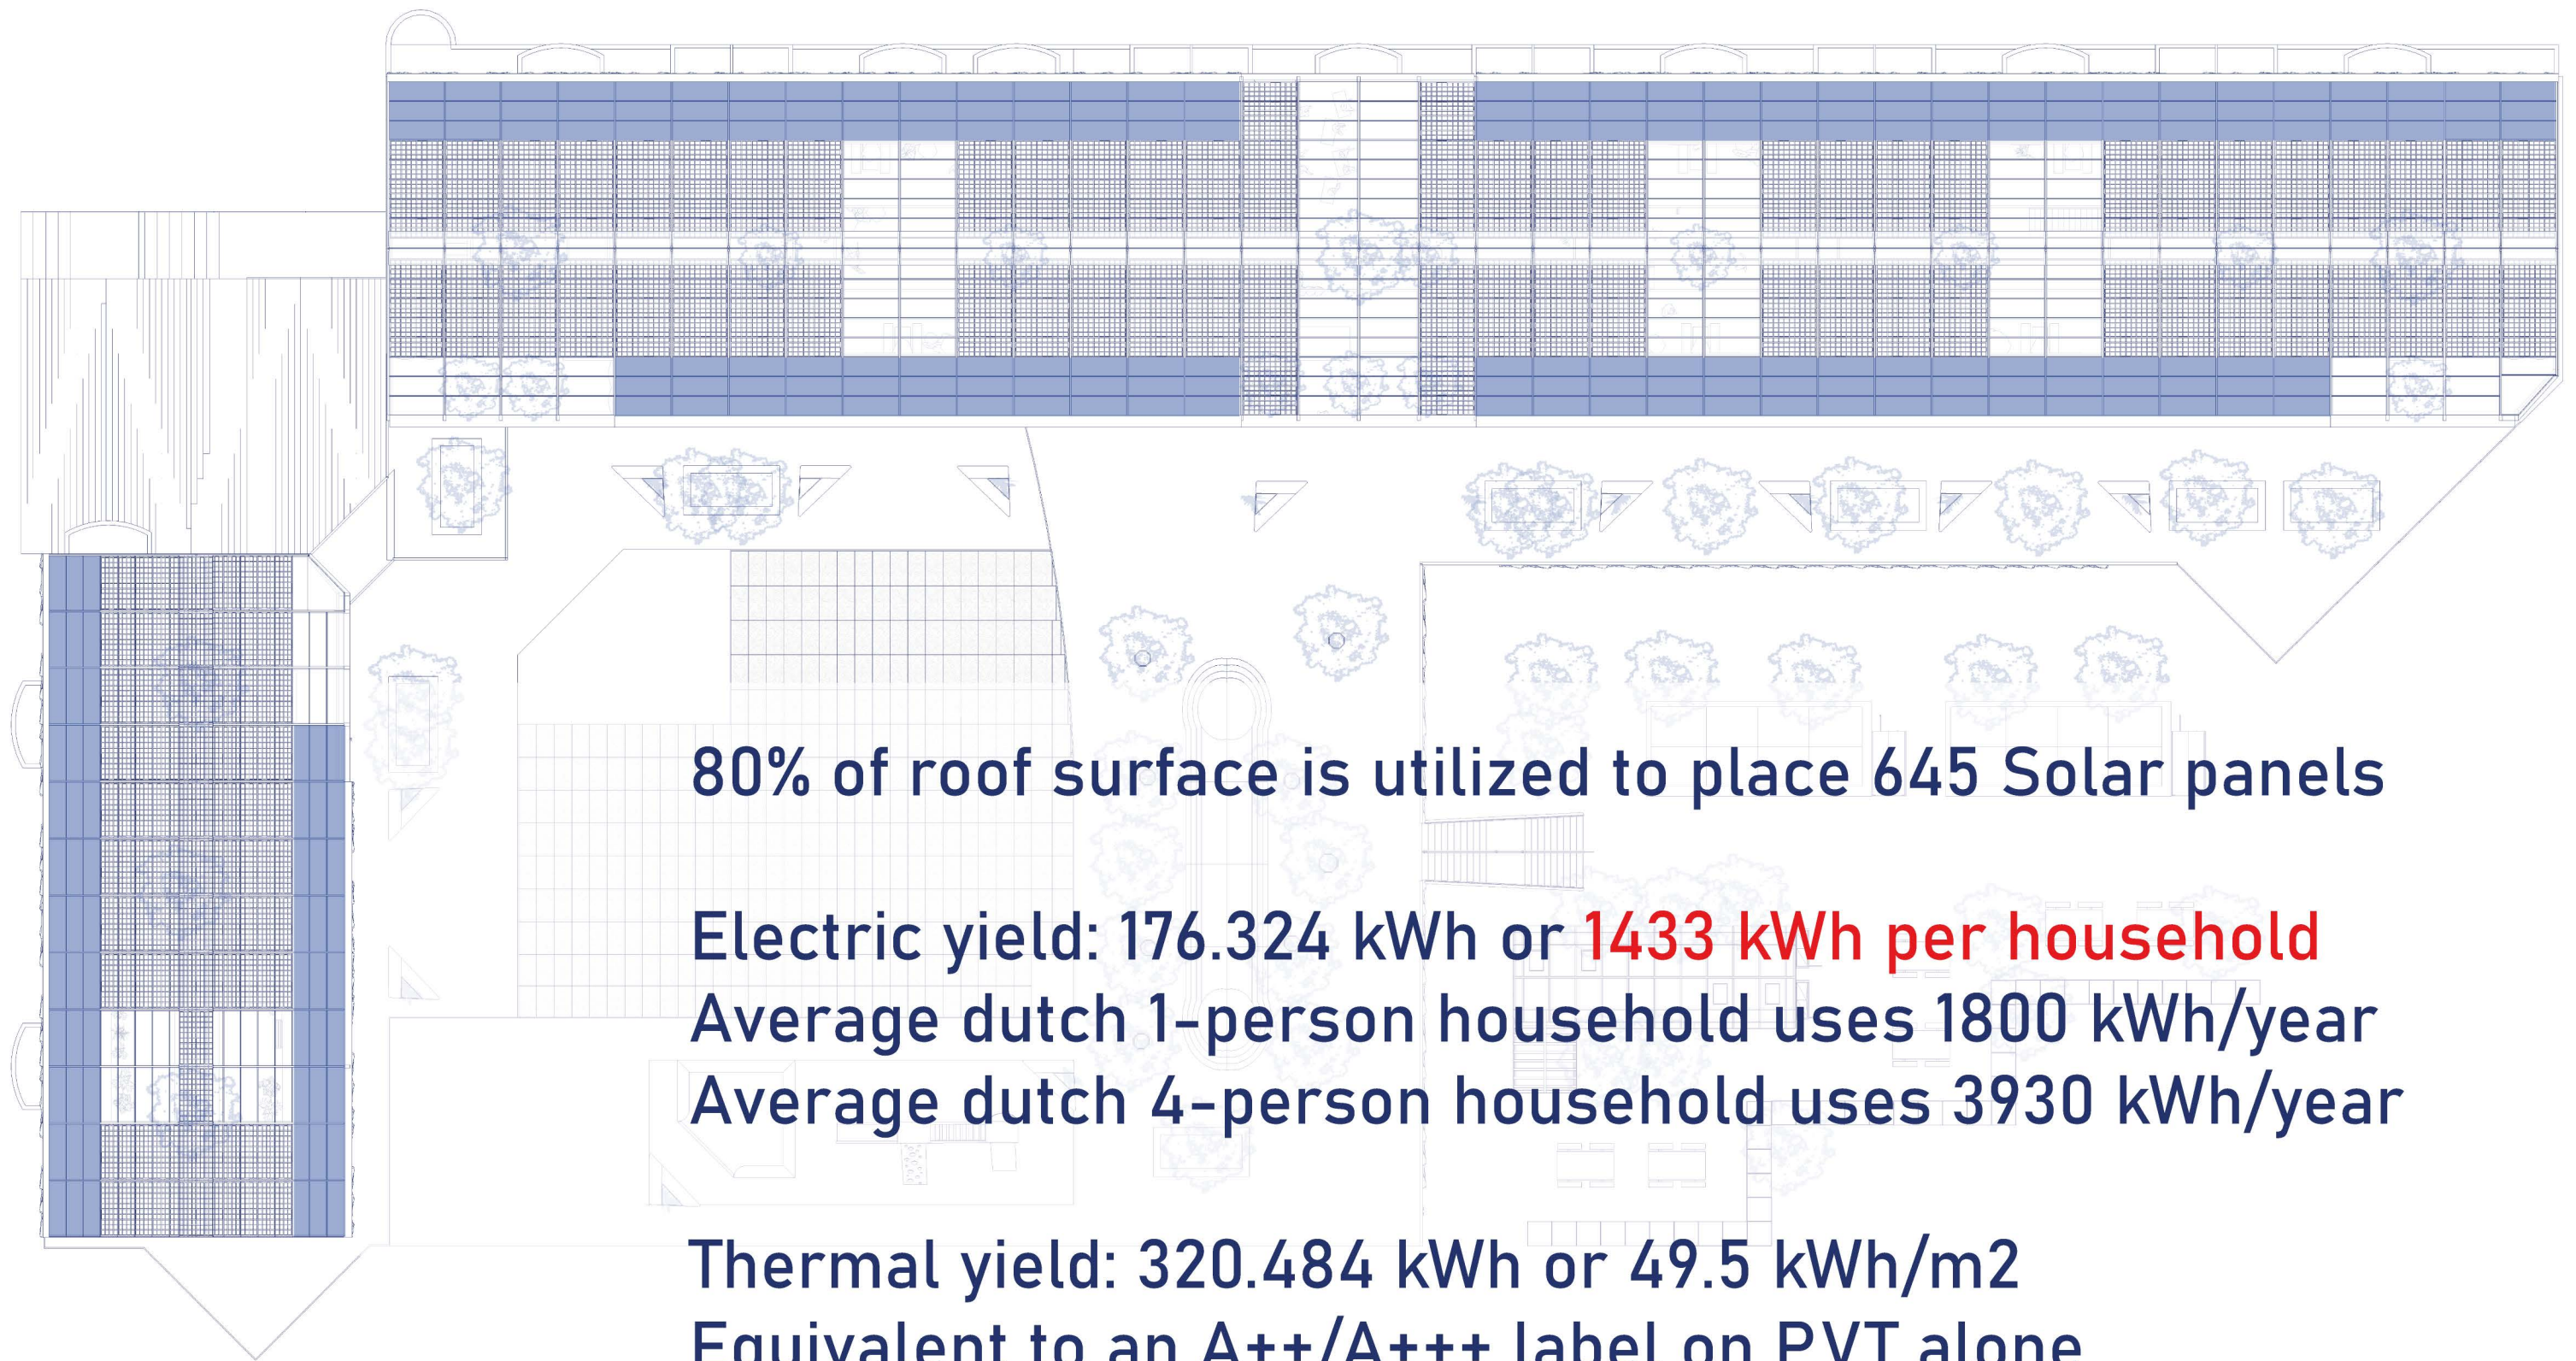 80% of roof surface is utilized to place 645 Solar panels
Electric yield: 176.324 kWh or 1433 kWh per household
Average dutch 1-person household uses 1800 kWh/year
Average dutch 4-person household uses 3930 kWh/year
Thermal yield: 320.484 kWh or 49.5 kWh/m2
Equivalent to an A++/A+++ label on PVT alone